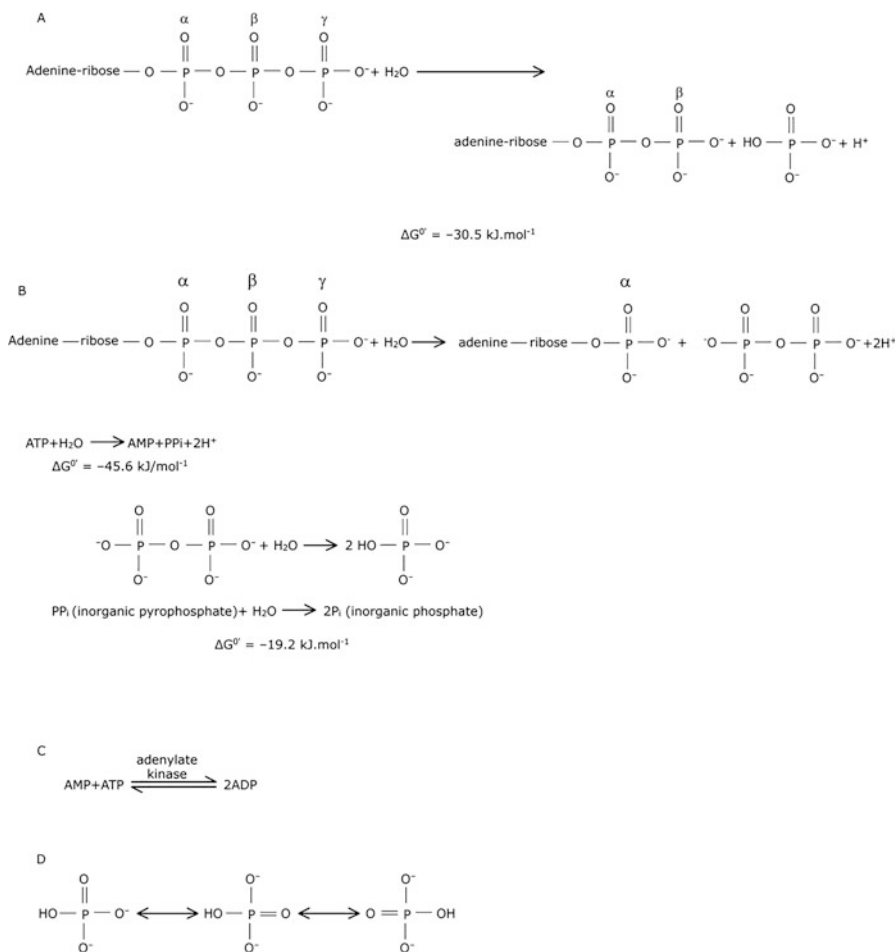 A
α β γ
O O O
Adenine-ribose — O — P — O — P — O — P — O⁻ + H₂O
O⁻ O⁻ O⁻
α β
O O O
adenine-ribose — O — P — O — P — O⁻ + HO — P — O⁻ + H⁺
O⁻ O⁻ O⁻
ΔG⁰' = –30.5 kJ.mol⁻¹
B
α β γ α
O O O O O O
Adenine — ribose — O — P — O — P — O — P — O⁻ + H₂O ⟶ adenine — ribose — O — P — O⁻ + ⁻O — P — O — P — O⁻ +2H⁺
O⁻ O⁻ O⁻ O⁻ O⁻ O⁻
ATP+H₂O ⟶ AMP+PPi+2H⁺
ΔG⁰' = –45.6 kJ/mol⁻¹
O O O
⁻O — P — O — P — O⁻ + H₂O ⟶ 2 HO — P — O⁻
O⁻ O⁻ O⁻
PPᵢ (inorganic pyrophosphate)+ H₂O ⟶ 2Pᵢ (inorganic phosphate)
ΔG⁰' = –19.2 kJ.mol⁻¹
C
adenylate
kinase
AMP+ATP ⇌ 2ADP
D
O O⁻ O⁻
HO — P — O⁻ ⟷ HO — P = O ⟷ O = P — OH
O⁻ O⁻ O⁻